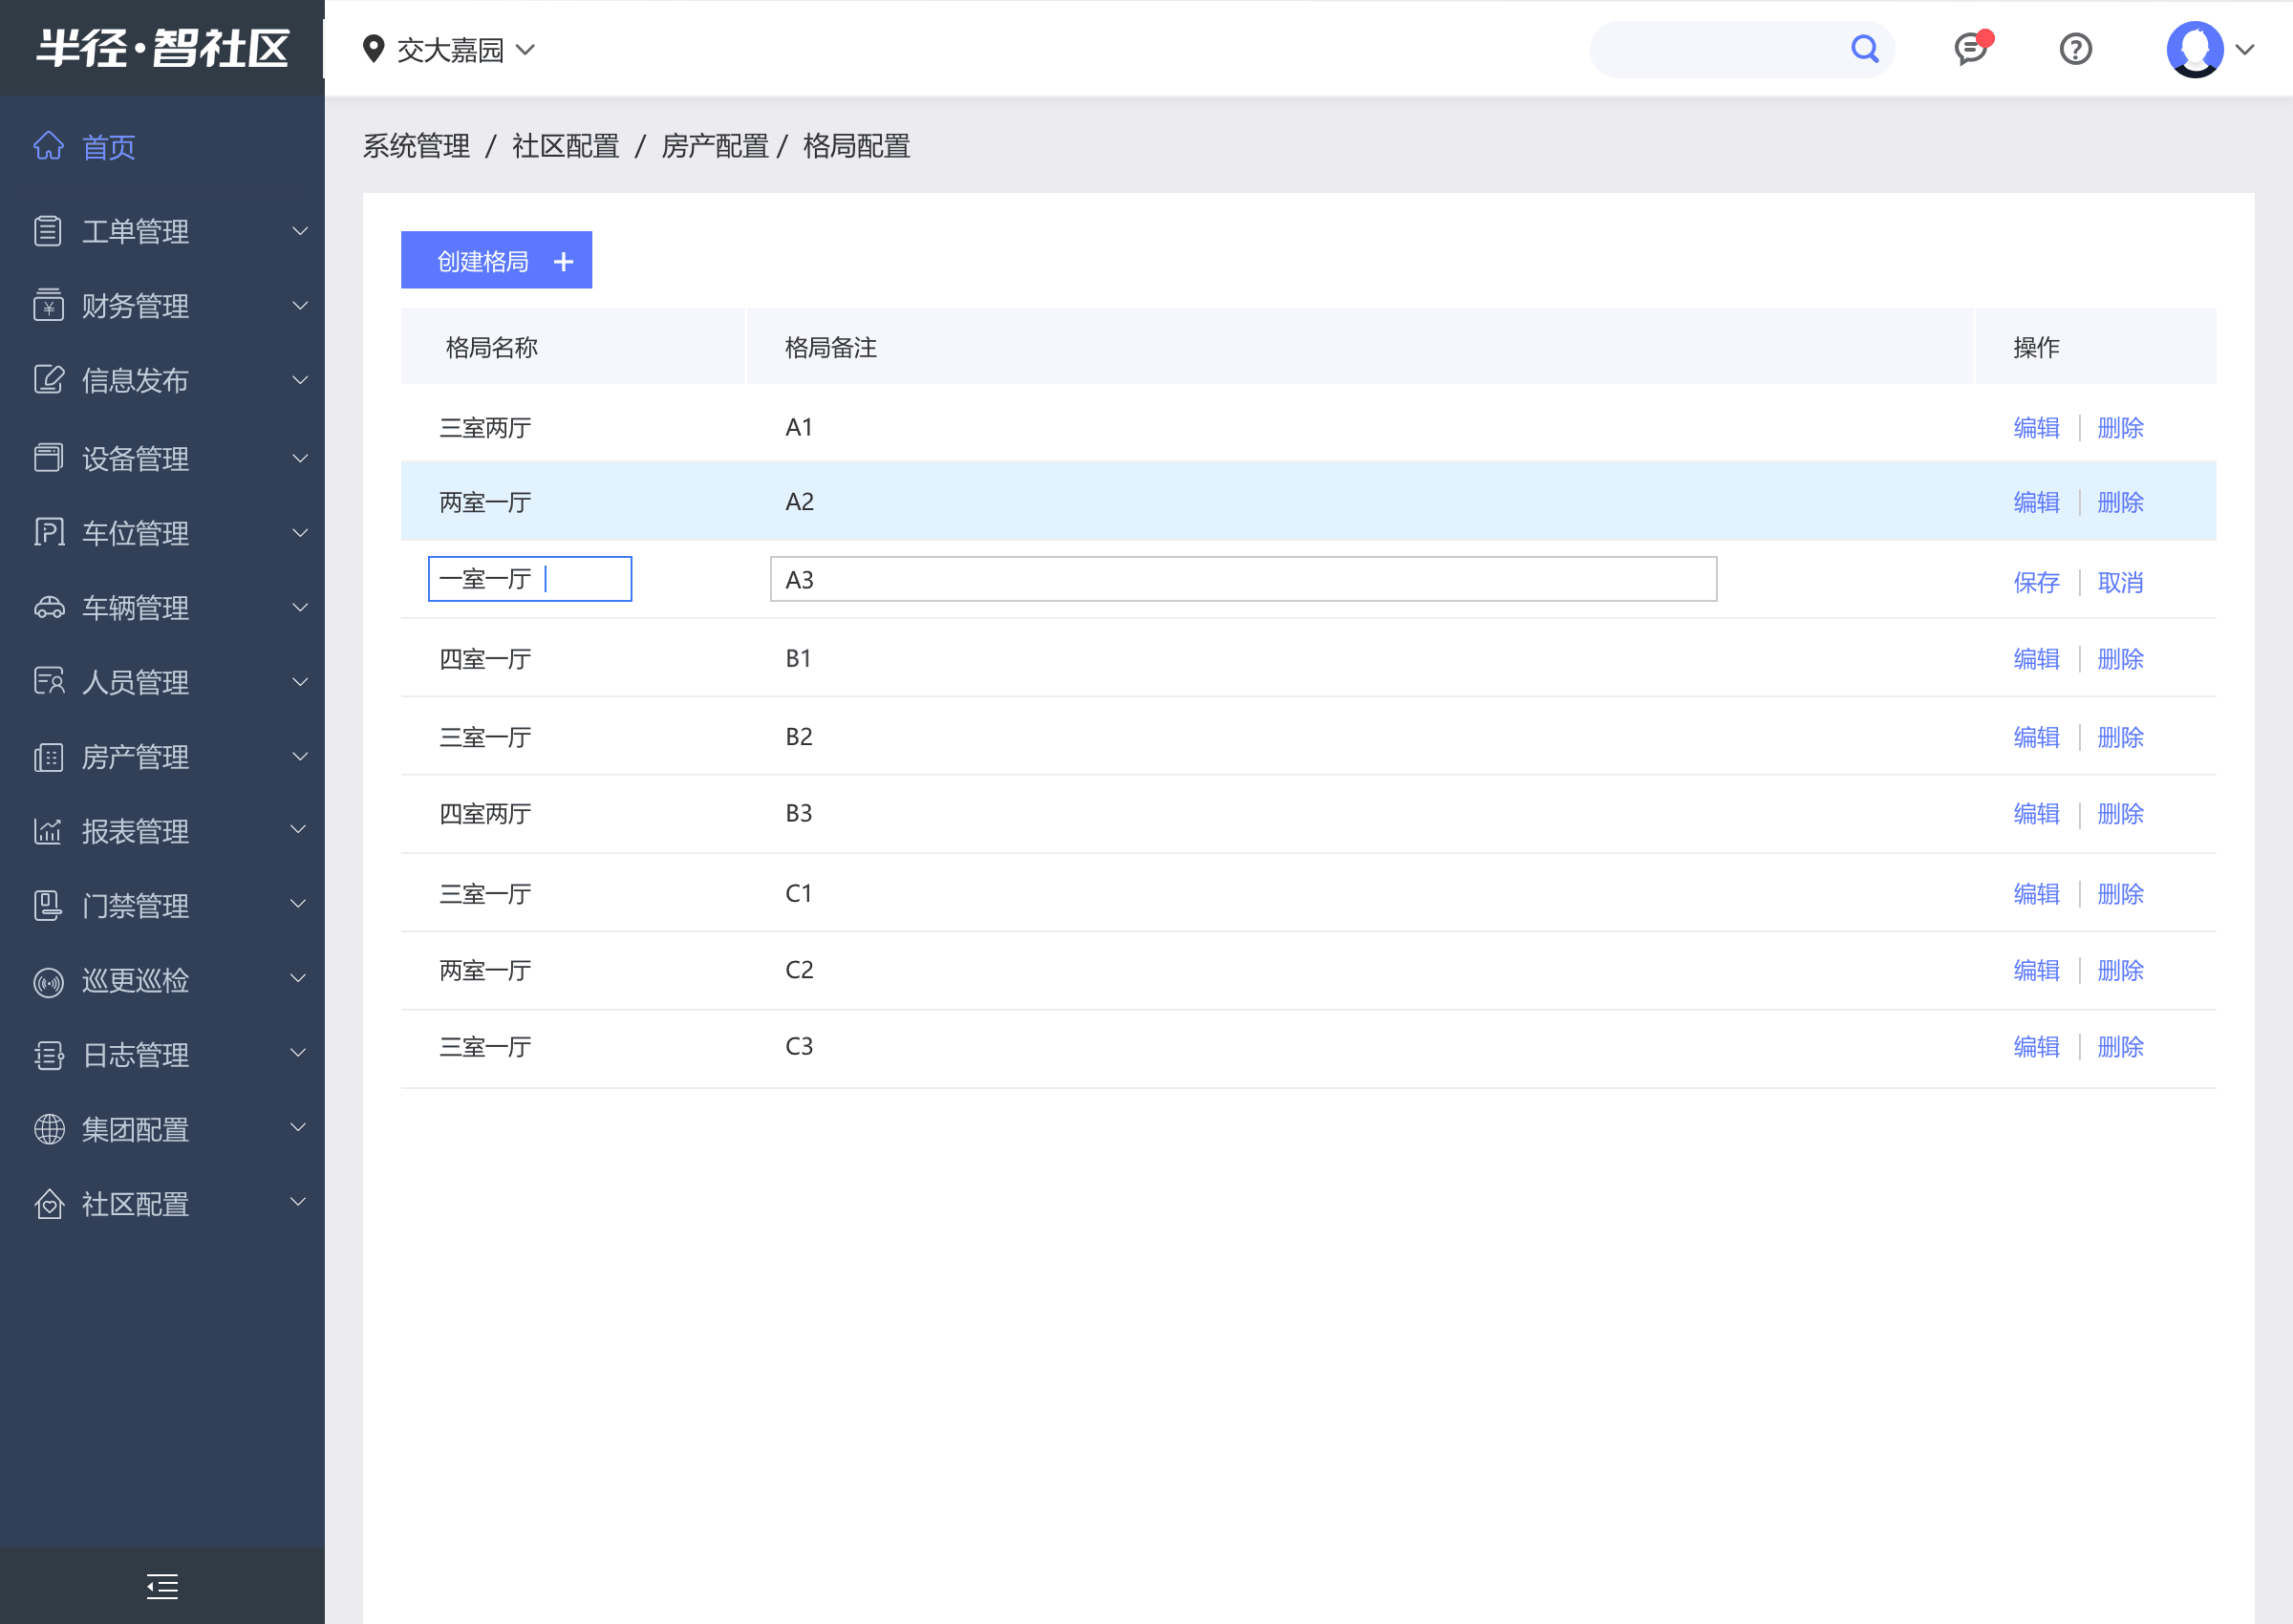 半径·智社区
交大嘉园
首页
工单管理
财务管理
信息发布
设备管理
车位管理
车辆管理
人员管理
房产管理
报表管理
门禁管理
巡更巡检
日志管理
集团配置
社区配置
系统管理 / 社区配置 / 房产配置 / 格局配置
创建格局 +
格局名称 格局备注 操作
三室两厅 A1 编辑 删除
两室一厅 A2 编辑 删除
一室一厅 A3 保存 取消
四室一厅 B1 编辑 删除
三室一厅 B2 编辑 删除
四室两厅 B3 编辑 删除
三室一厅 C1 编辑 删除
两室一厅 C2 编辑 删除
三室一厅 C3 编辑 删除